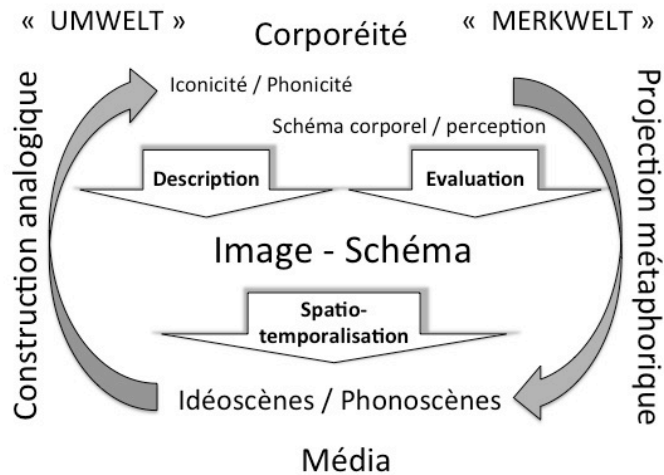 « UMWELT »
« MERKWELT »
Corporéité
Iconicité / Phonicité
Schéma corporel / perception
Construction analogique
Projection métaphorique
Description
Evaluation
Image - Schéma
Spatio-
temporalisation
Idéoscènes / Phonoscènes
Média